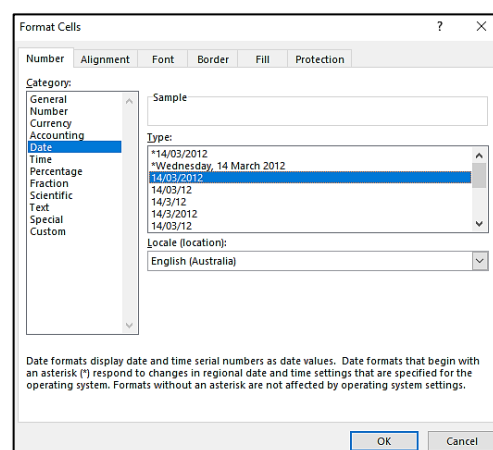 Format Cells
? ×
Number Alignment Font Border Fill Protection
Category:
General
Number
Currency
Accounting
Date
Time
Percentage
Fraction
Scientific
Text
Special
Custom
Sample
Type:
*14/03/2012
*Wednesday, 14 March 2012
14/03/2012
14/03/12
14/3/12
14/3/2012
14/03/12
Locale (location):
English (Australia)
Date formats display date and time serial numbers as date values. Date formats that begin with
an asterisk (*) respond to changes in regional date and time settings that are specified for the
operating system. Formats without an asterisk are not affected by operating system settings.
OK Cancel